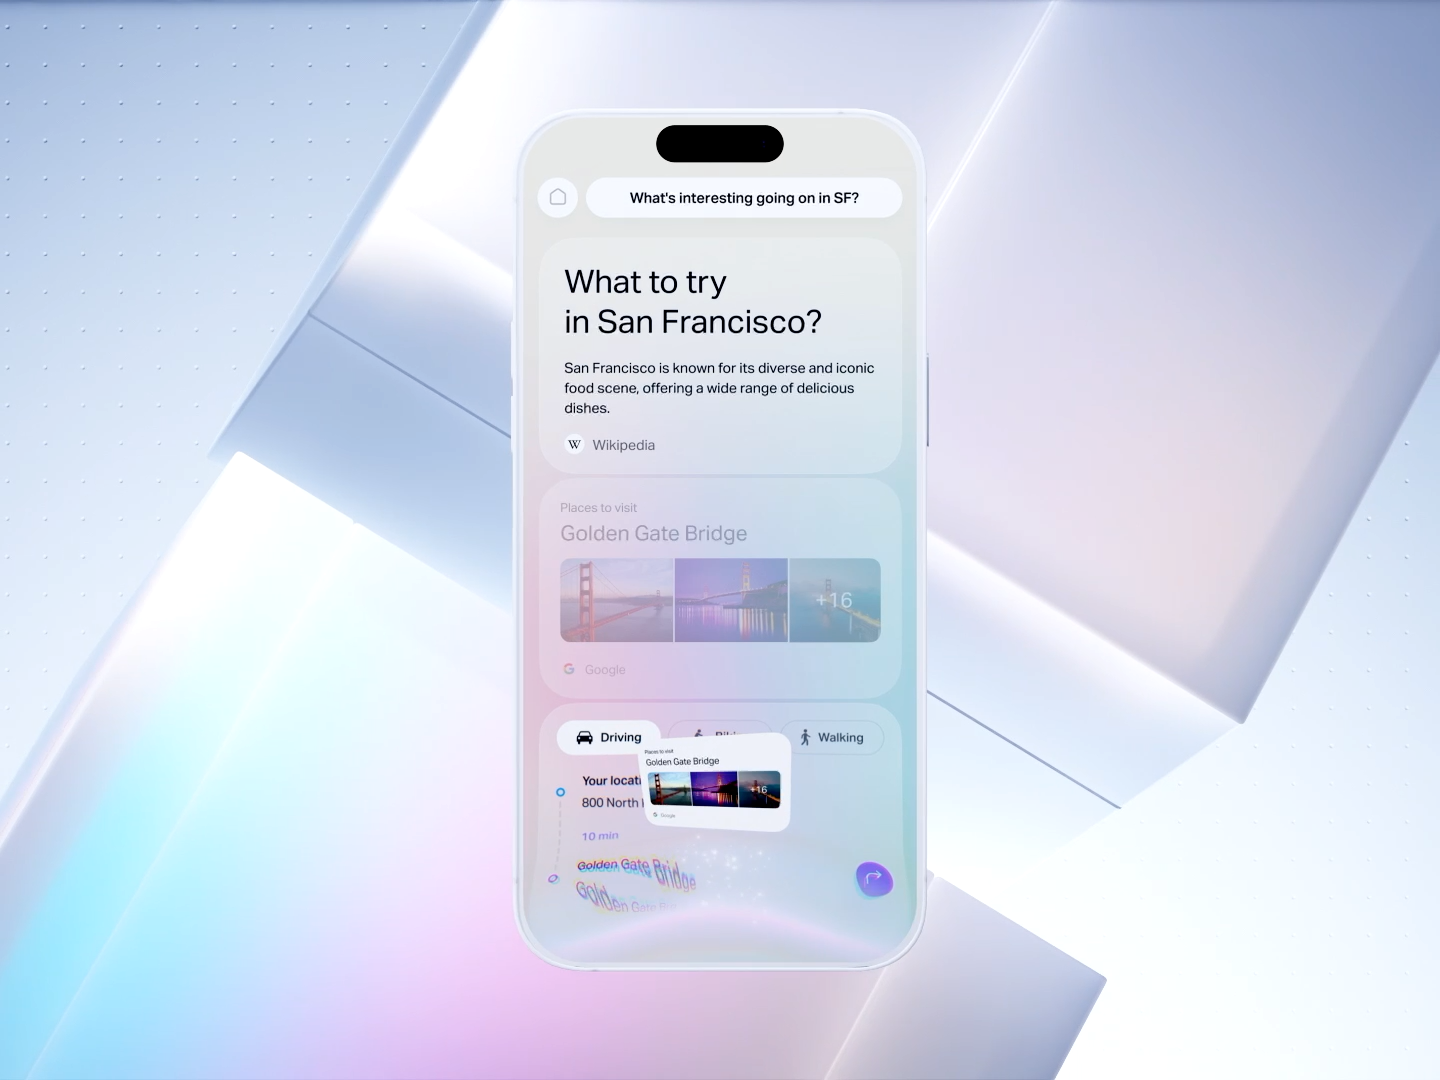 What's interesting going on in SF?
What to try
in San Francisco?
San Francisco is known for its diverse and iconic
food scene, offering a wide range of delicious
dishes.
W Wikipedia
Places to visit
Golden Gate Bridge
+16
G Google
Driving
Walking
Places to visit
Golden Gate Bridge
+16
G Google
Your locati
800 North
10 min
Golden Gate Bridge
Golden Gate